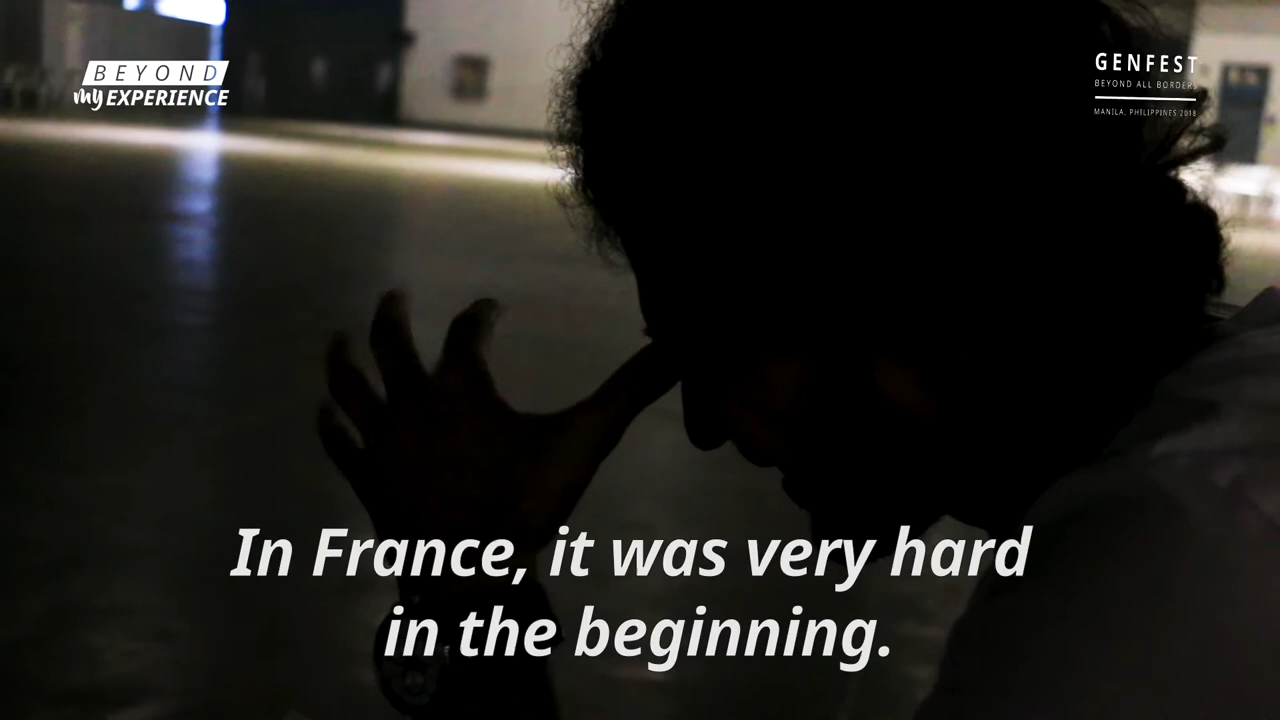 BEYOND
my EXPERIENCE
GENFEST
BEYOND ALL BORDERS
MANILA, PHILIPPINES 2018
In France, it was very hard
in the beginning.